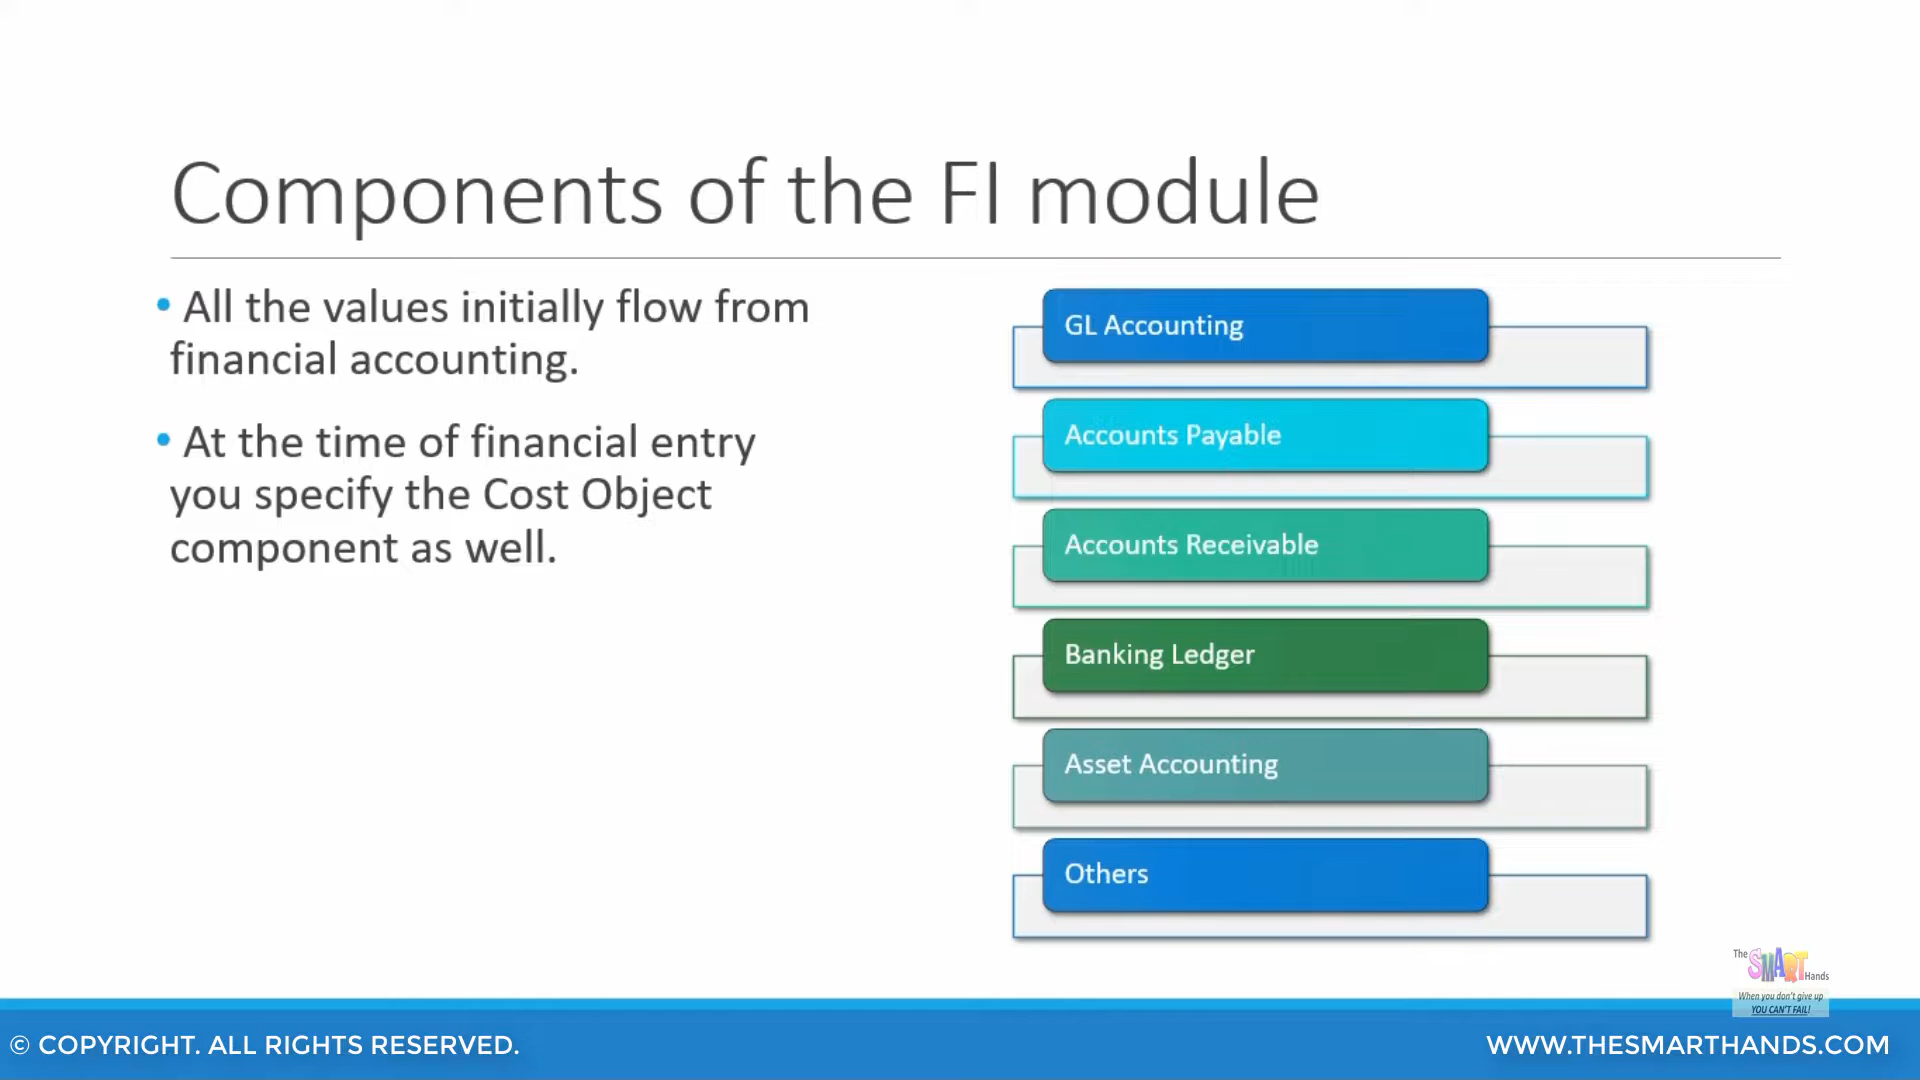 Components of the FI module
• All the values initially flow from
financial accounting.
• At the time of financial entry
you specify the Cost Object
component as well.
GL Accounting
Accounts Payable
Accounts Receivable
Banking Ledger
Asset Accounting
Others
The SMART Hands
When you don't give up
YOU CAN'T FAIL!
© COPYRIGHT. ALL RIGHTS RESERVED.
WWW.THESMARTHANDS.COM